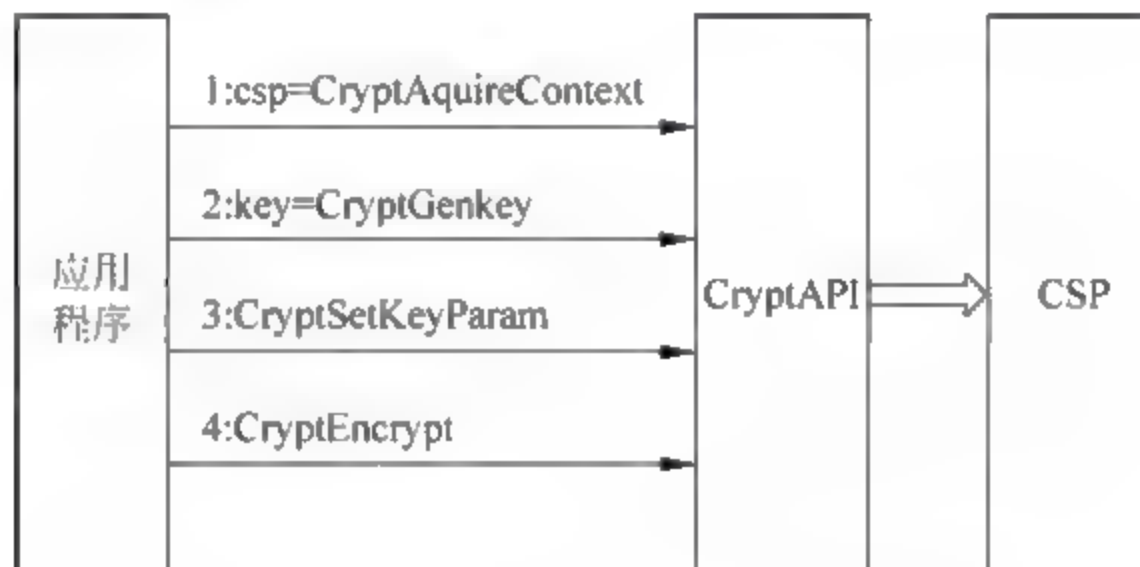 1:csp=CryptAquireContext
2:key=CryptGenkey
应用
程序
CryptAPI
CSP
3:CryptSetKeyParam
4:CryptEncrypt